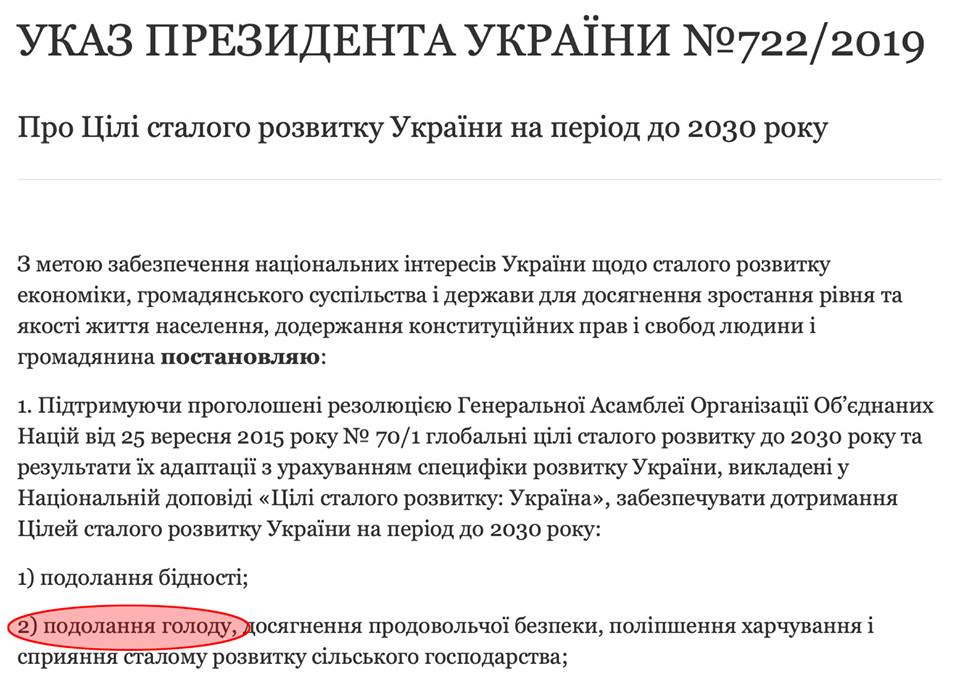 УКАЗ ПРЕЗИДЕНТА УКРАЇНИ №722/2019
Про Цілі сталого розвитку України на період до 2030 року
З метою забезпечення національних інтересів України щодо сталого розвитку
економіки, громадянського суспільства і держави для досягнення зростання рівня та
якості життя населення, додержання конституційних прав і свобод людини і
громадянина постановляю:
1. Підтримуючи проголошені резолюцією Генеральної Асамблеї Організації Об’єднаних
Націй від 25 вересня 2015 року № 70/1 глобальні цілі сталого розвитку до 2030 року та
результати їх адаптації з урахуванням специфіки розвитку України, викладені у
Національній доповіді «Цілі сталого розвитку: Україна», забезпечувати дотримання
Цілей сталого розвитку України на період до 2030 року:
1) подолання бідності;
2) подолання голоду, досягнення продовольчої безпеки, поліпшення харчування і
сприяння сталому розвитку сільського господарства;